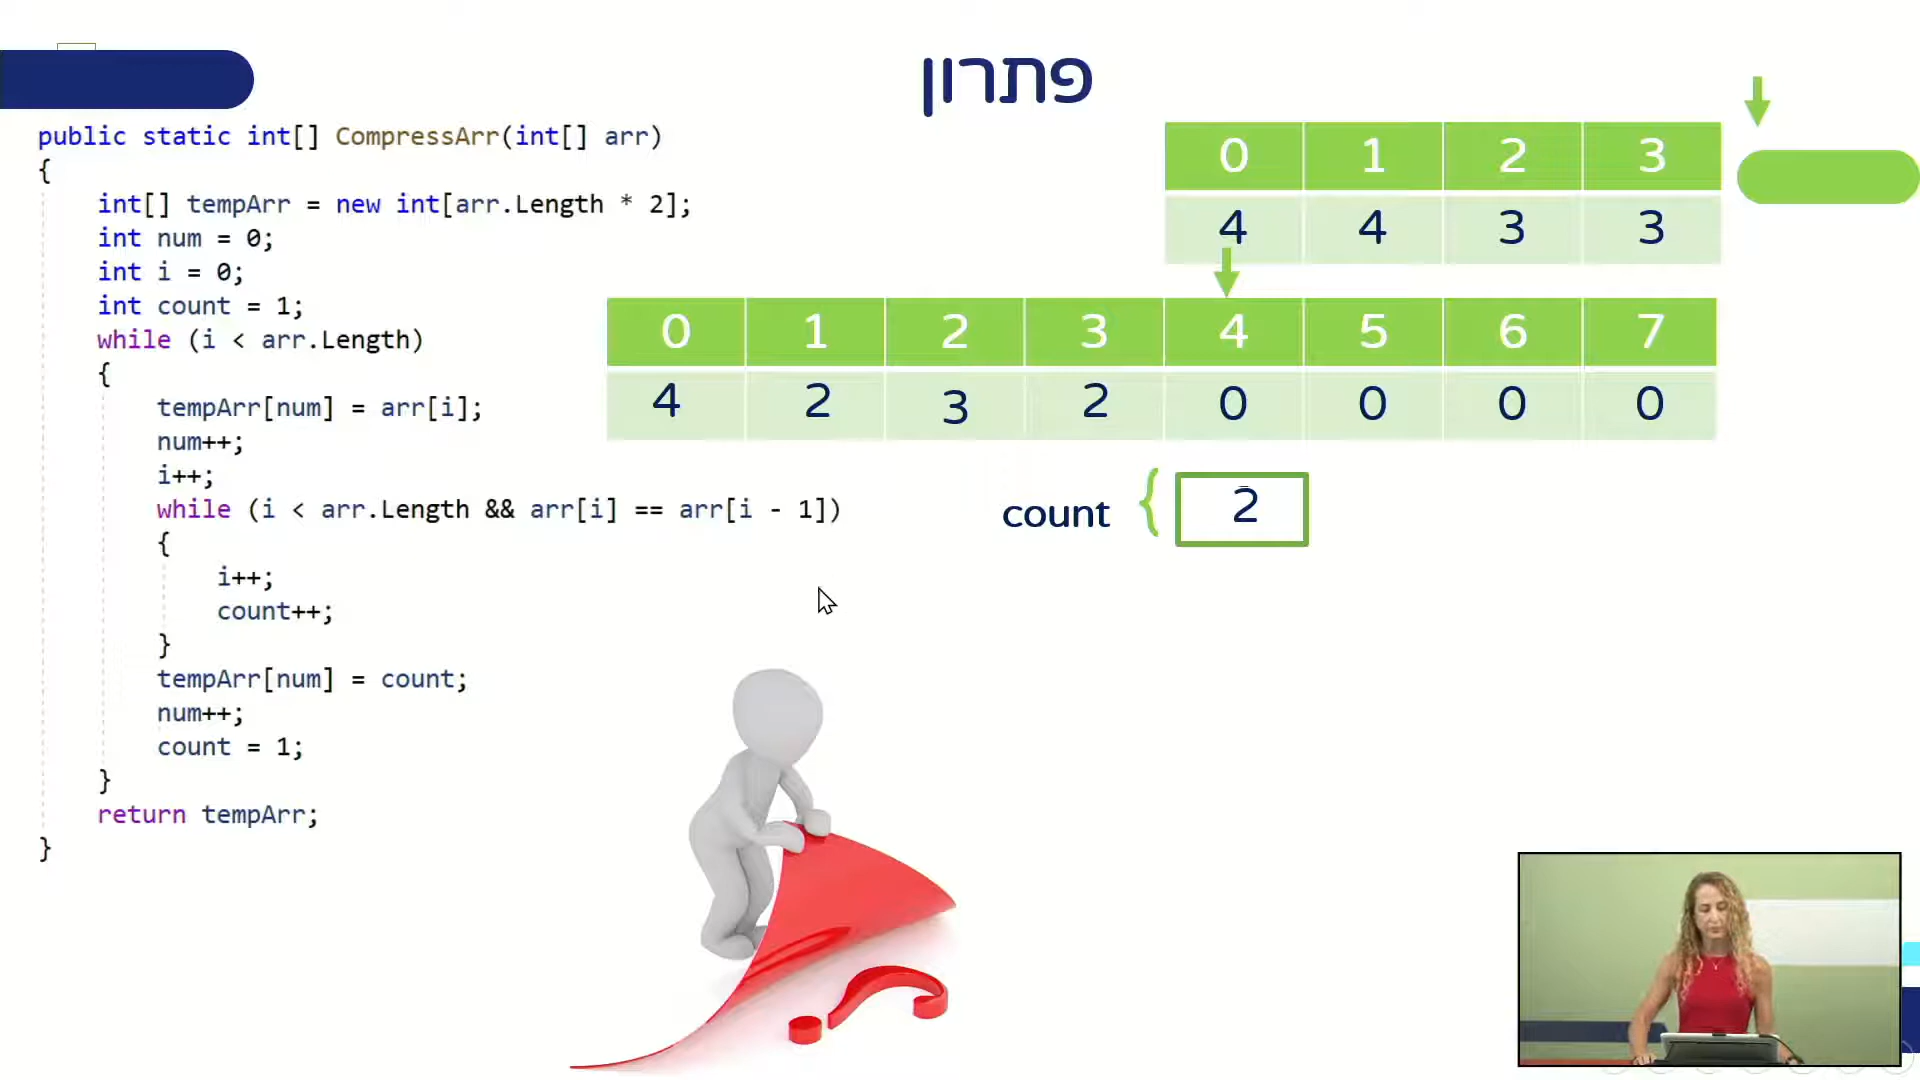 פתרון
public static int[] CompressArr(int[] arr)
{
int[] tempArr = new int[arr.Length * 2];
int num = 0;
int i = 0;
int count = 1;
while (i < arr.Length)
{
tempArr[num] = arr[i];
num++;
i++;
while (i < arr.Length && arr[i] == arr[i - 1])
{
i++;
count++;
}
tempArr[num] = count;
num++;
count = 1;
}
return tempArr;
}
0 1 2 3
4 4 3 3
0 1 2 3 4 5 6 7
4 2 3 2 0 0 0 0
count { 2
?